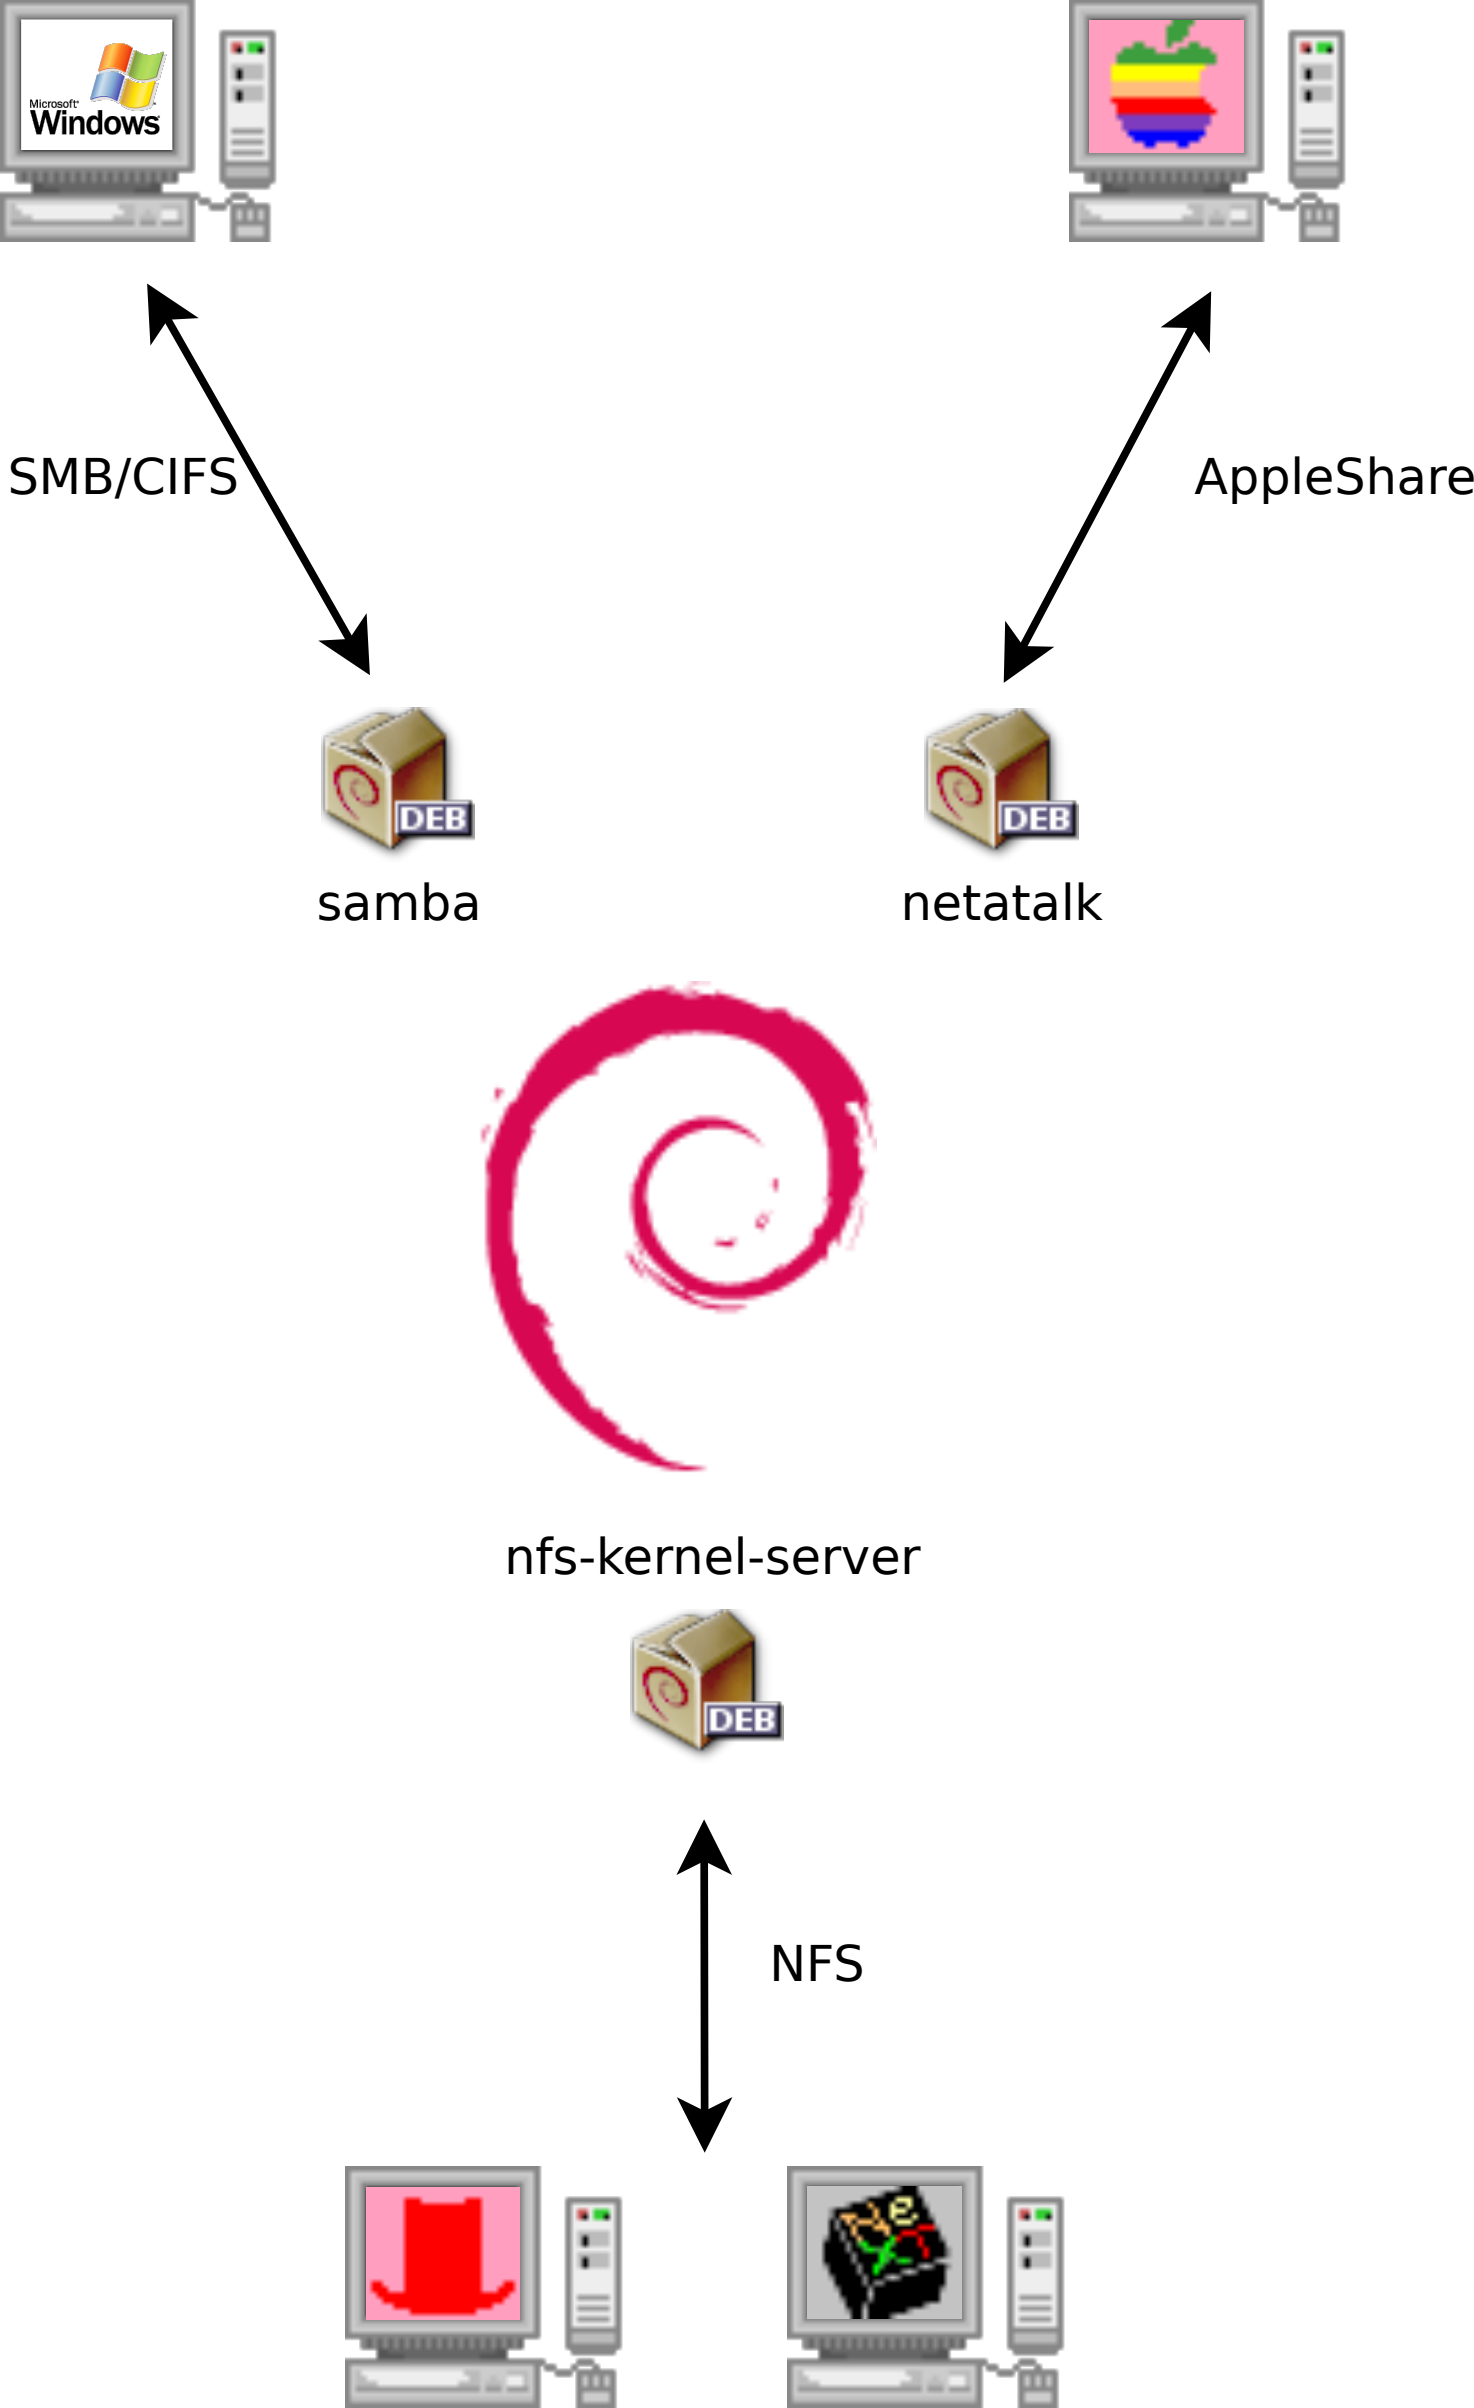 Microsoft
Windows
SMB/CIFS
AppleShare
DEB
DEB
samba
netatalk
nfs-kernel-server
DEB
NFS